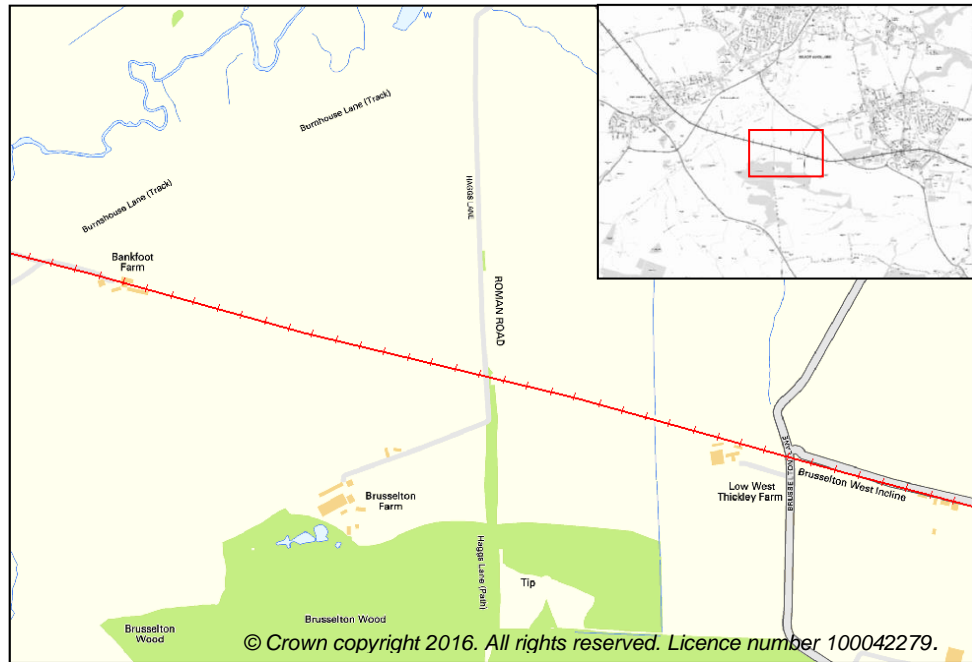 W
Burnhouse Lane (Track)
HAGGS LANE
Burnshouse Lane (Track)
Bankfoot
Farm
ROMAN ROAD
BRUSSELTON LANE
Brusselton West Incline
Low West
Thickley Farm
Brusselton
Farm
Haggs Lane (Path)
Tip
Brusselton Wood
Brusselton
Wood
© Crown copyright 2016. All rights reserved. Licence number 100042279.